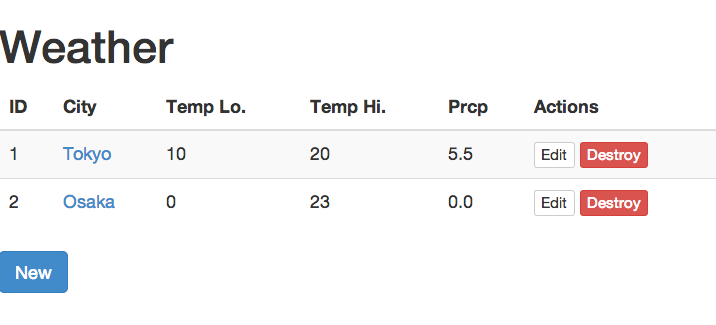 Weather
ID City Temp Lo. Temp Hi. Prcp Actions
1 Tokyo 10 20 5.5 Edit Destroy
2 Osaka 0 23 0.0 Edit Destroy
New